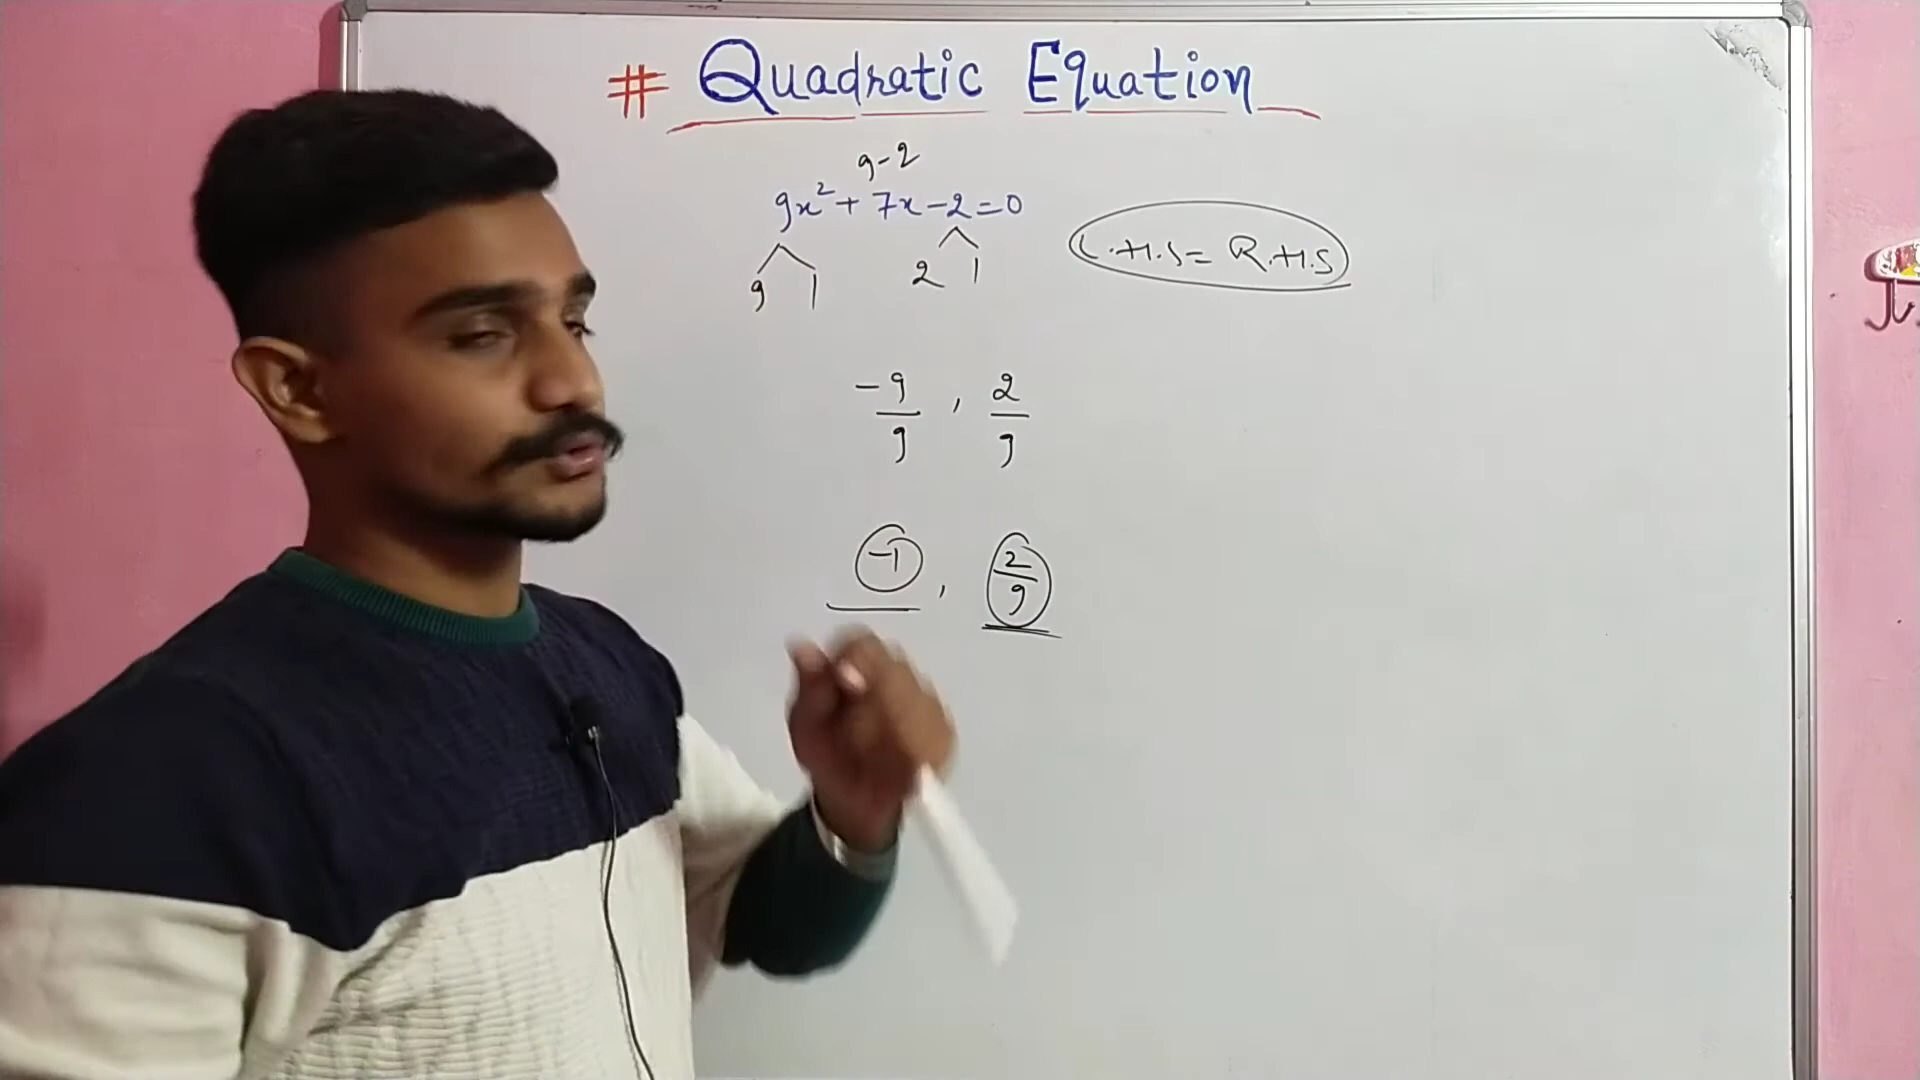 # Quadratic Equation
9-2
9x² + 7x - 2 = 0
L.H.S = R.H.S
9 1 2 1
-9/9 , 2/9
-1 , 2/9